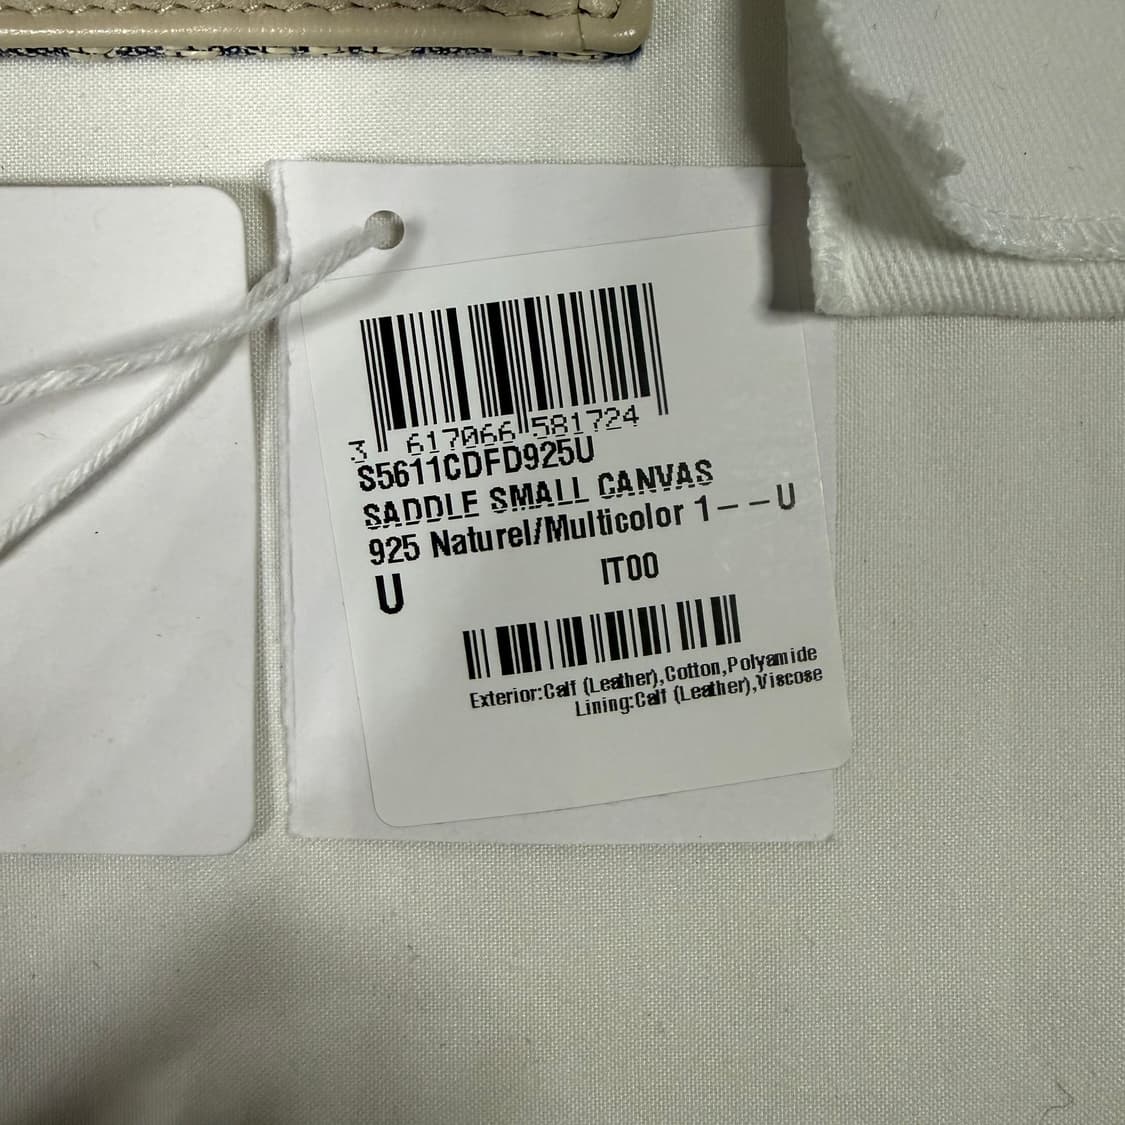 3 617066 581724
S5611CDFD925U
SADDLE SMALL CANVAS
925 Naturel/Multicolor 1--U
U IT00
Exterior:Calf (Leather),Cotton,Polyamide
Lining:Calf (Leather),Viscose